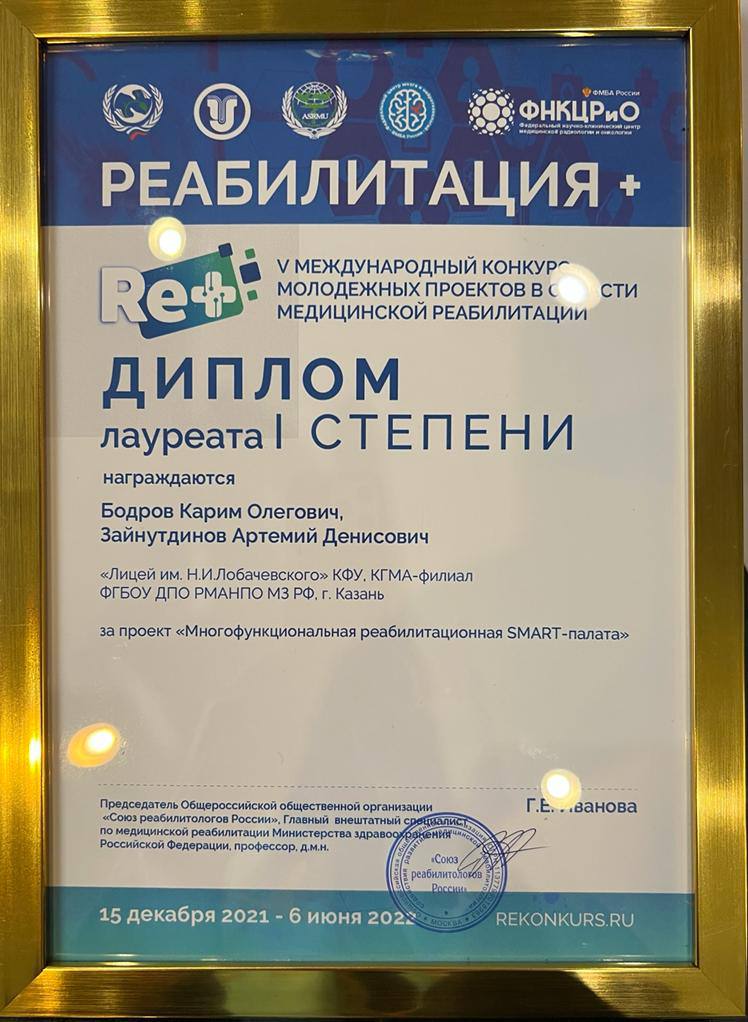 ASRMU
ФМБА России
ФНКЦРиО
Федеральный научно-клинический центр
медицинской радиологии и онкологии
РЕАБИЛИТАЦИЯ +
Re+
V МЕЖДУНАРОДНЫЙ КОНКУРС
МОЛОДЕЖНЫХ ПРОЕКТОВ В СТИ
МЕДИЦИНСКОЙ РЕАБИЛИТАЦИИ
ДИПЛОМ
лауреата I СТЕПЕНИ
награждаются
Бодров Карим Олегович,
Зайнутдинов Артемий Денисович
«Лицей им. Н.И.Лобачевского» КФУ, КГМА-филиал
ФГБОУ ДПО РМАНПО МЗ РФ, г. Казань
за проект «Многофункциональная реабилитационная SMART-палата»
Председатель Общероссийской общественной организации
«Союз реабилитологов России», Главный внештатный специалист
по медицинской реабилитации Министерства здравоохранения
Российской Федерации, профессор, д.м.н.
Г.Е. Иванова
«Союз
реабилитологов
России»
МОСКВА
15 декабря 2021 - 6 июня 2022
REKONKURS.RU